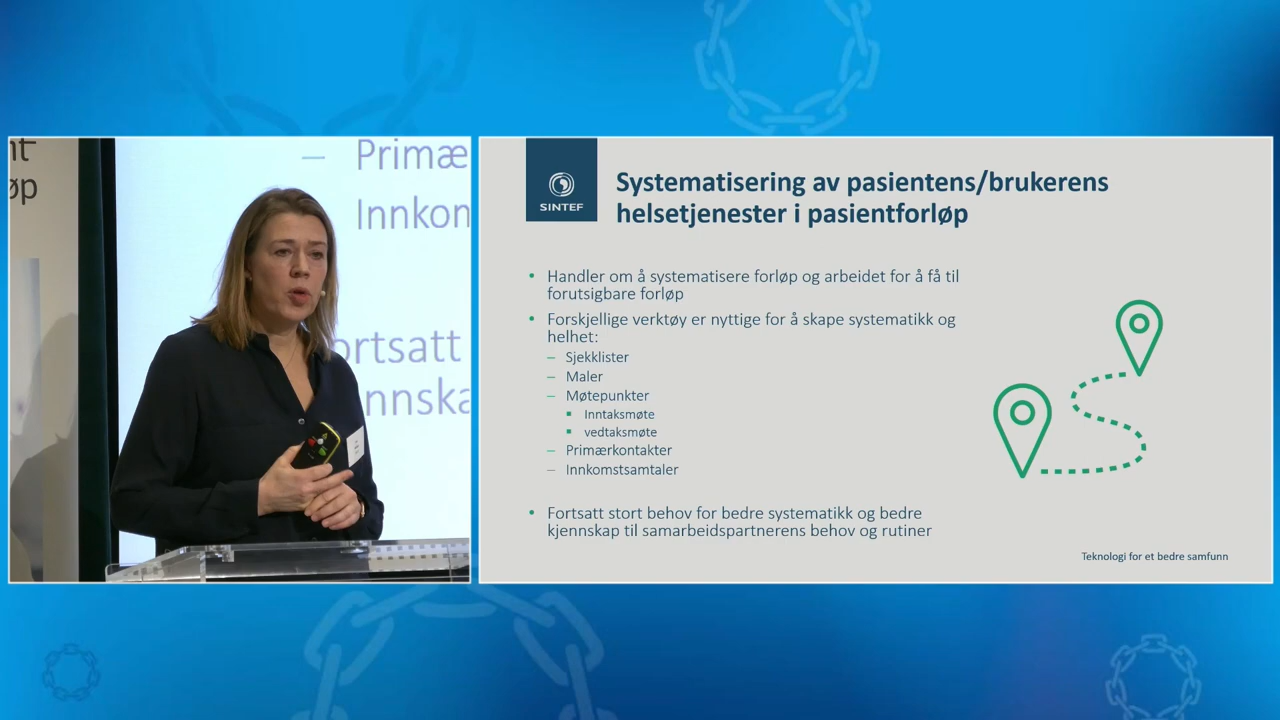 nt
øp
– Primæ
Innkon
ortsatt
nnska
SINTEF
Systematisering av pasientens/brukerens
helsetjenester i pasientforløp
• Handler om å systematisere forløp og arbeidet for å få til
forutsigbare forløp
• Forskjellige verktøy er nyttige for å skape systematikk og
helhet:
– Sjekklister
– Maler
– Møtepunkter
▪ Inntaksmøte
▪ vedtaksmøte
– Primærkontakter
– Innkomstsamtaler
• Fortsatt stort behov for bedre systematikk og bedre
kjennskap til samarbeidspartnerens behov og rutiner
Teknologi for et bedre samfunn